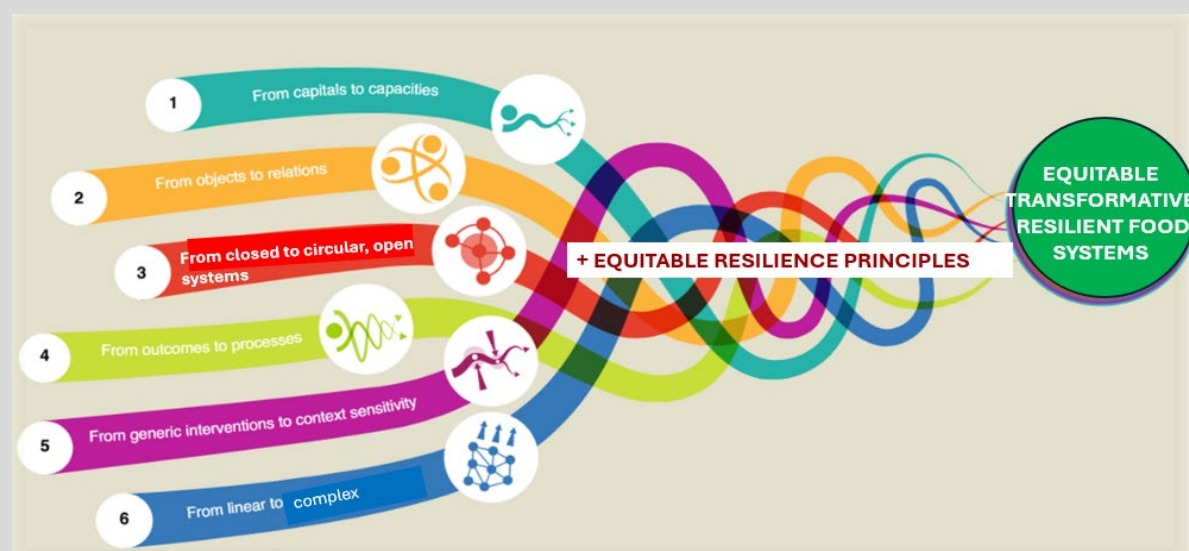 1
From capitals to capacities
2
From objects to relations
3
From closed to circular, open
systems
4
From outcomes to processes
5
From generic interventions to context sensitivity
6
From linear to complex
+ EQUITABLE RESILIENCE PRINCIPLES
EQUITABLE
TRANSFORMATIVE
RESILIENT FOOD
SYSTEMS